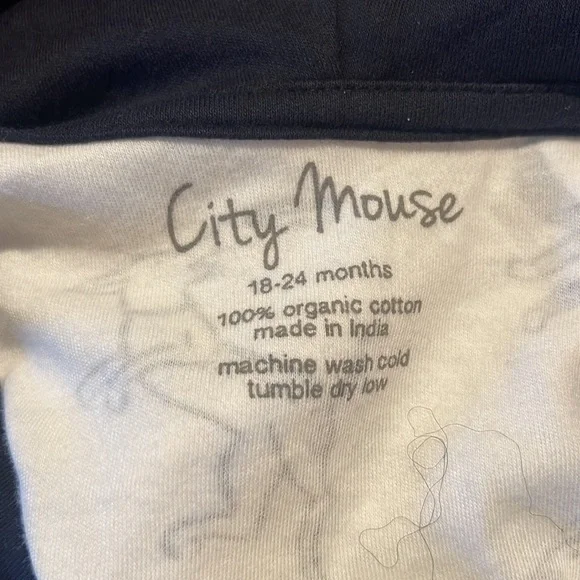 City Mouse
18-24 months
100% organic cotton
made in India
machine wash cold
tumble dry low